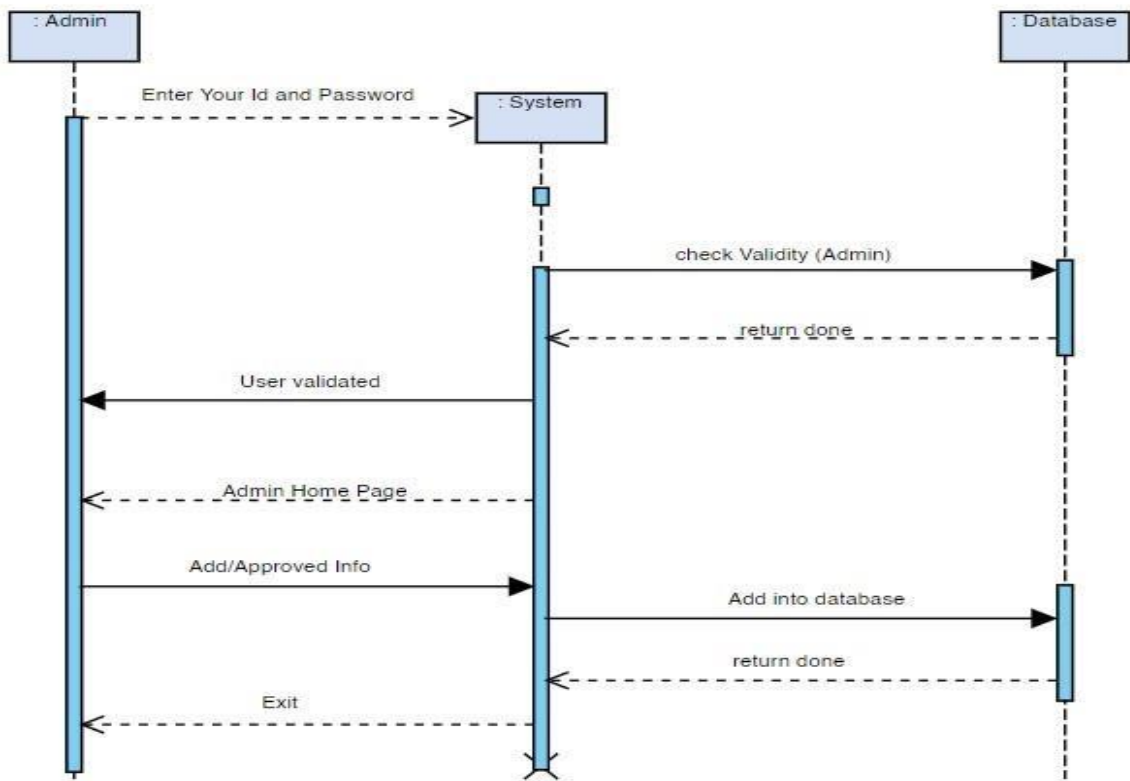 : Admin
: Database
Enter Your Id and Password
: System
check Validity (Admin)
return done
User validated
Admin Home Page
Add/Approved Info
Add into database
return done
Exit